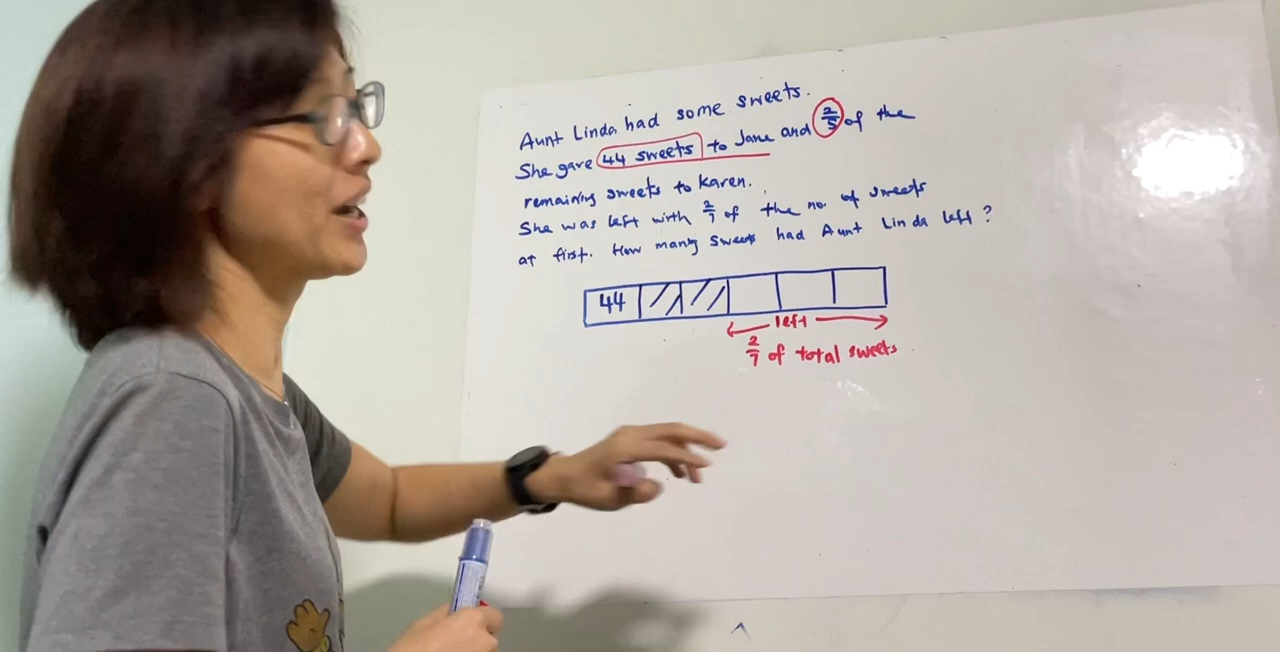 Aunt Linda had some sweets.
She gave 44 sweets to Jane and 2/5 of the
remaining sweets to Karen.
She was left with 2/7 of the no. of sweets
at first. How many sweets had Aunt Linda left?
44
left
2/7 of total sweets